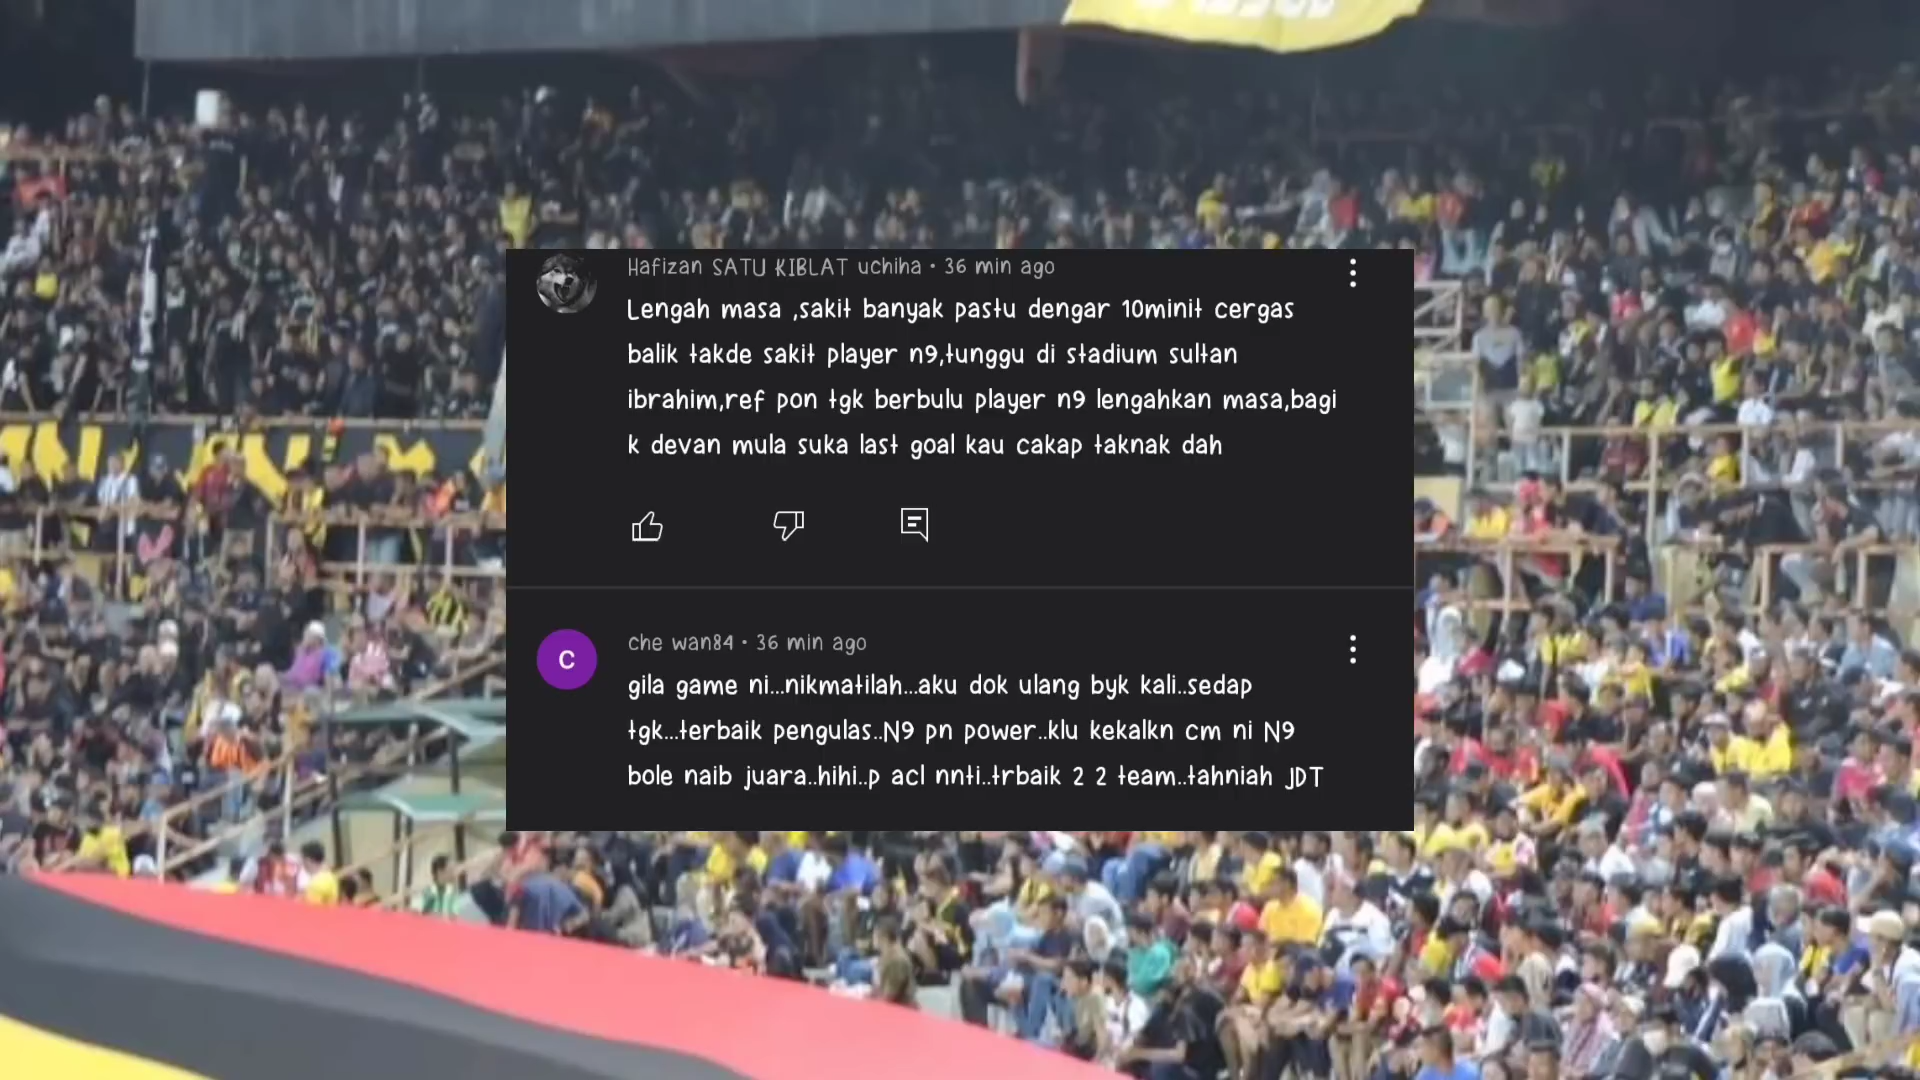 Hafizan SATU KIBLAT uchiha • 36 min ago
Lengah masa ,sakit banyak pastu dengar 10minit cergas
balik takde sakit player n9,tunggu di stadium sultan
ibrahim,ref pon tgk berbulu player n9 lengahkan masa,bagi
k devan mula suka last goal kau cakap taknak dah
C
che wan84 • 36 min ago
gila game ni...nikmatilah...aku dok ulang byk kali..sedap
tgk...terbaik pengulas..N9 pn power..klu kekalkn cm ni N9
bole naib juara..hihi..p acl nnti..trbaik 2 2 team..tahniah JDT